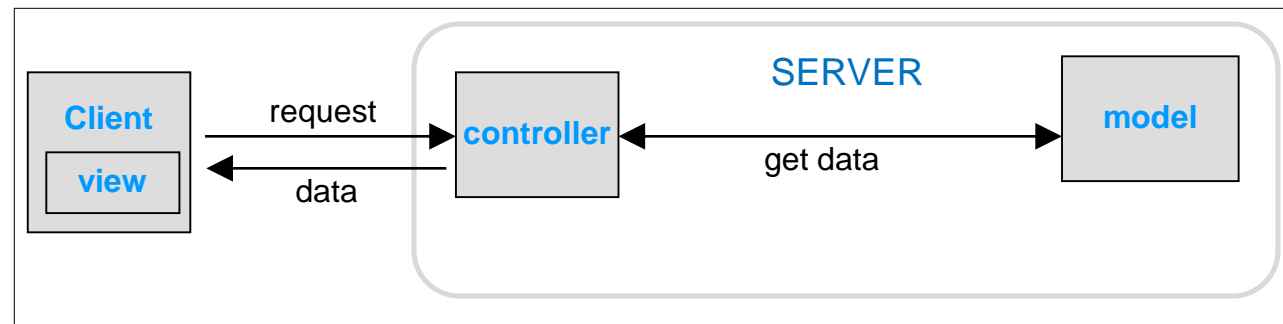 SERVER
Client
view
request
data
controller
get data
model